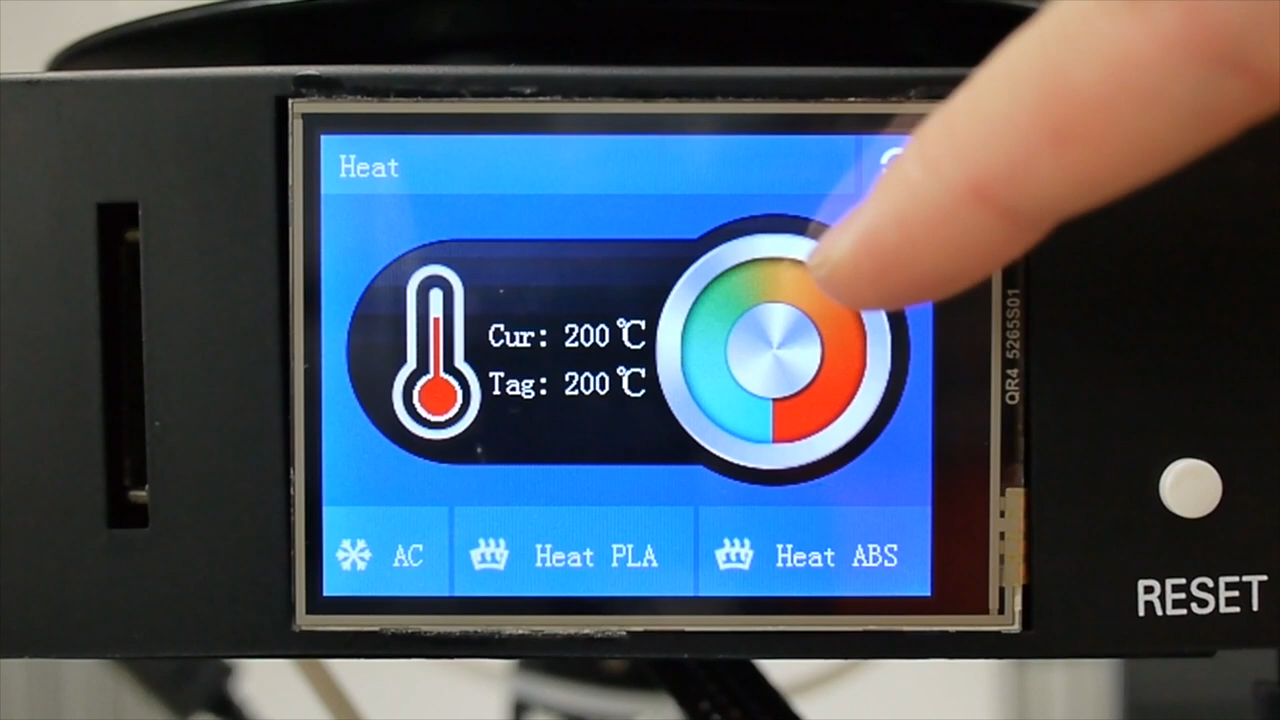 Heat
Cur: 200℃
Tag: 200℃
AC
Heat PLA
Heat ABS
QR4 5265S01
RESET